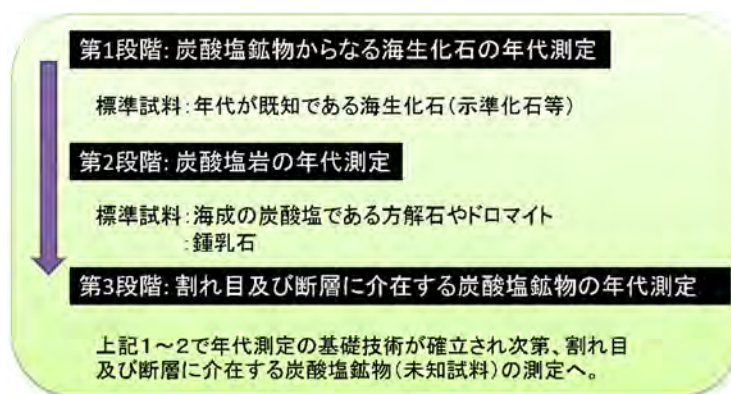 第1段階:炭酸塩鉱物からなる海生化石の年代測定
標準試料:年代が既知である海生化石(示準化石等)
第2段階:炭酸塩岩の年代測定
標準試料:海成の炭酸塩である方解石やドロマイト
:鍾乳石
第3段階:割れ目及び断層に介在する炭酸塩鉱物の年代測定
上記1~2で年代測定の基礎技術が確立され次第、割れ目
及び断層に介在する炭酸塩鉱物(未知試料)の測定へ。